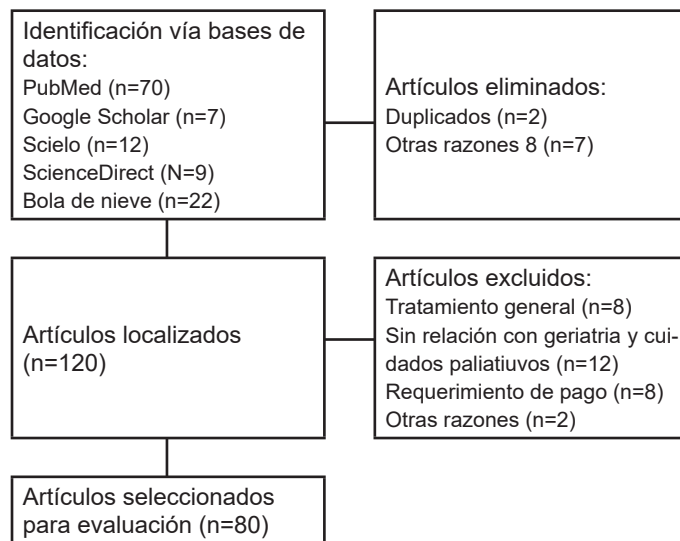 Identificación vía bases de
datos:
PubMed (n=70)
Google Scholar (n=7)
Scielo (n=12)
ScienceDirect (N=9)
Bola de nieve (n=22)
Artículos eliminados:
Duplicados (n=2)
Otras razones 8 (n=7)
Artículos localizados
(n=120)
Artículos excluidos:
Tratamiento general (n=8)
Sin relación con geriatria y cui-
dados paliatiuvos (n=12)
Requerimiento de pago (n=8)
Otras razones (n=2)
Artículos seleccionados
para evaluación (n=80)